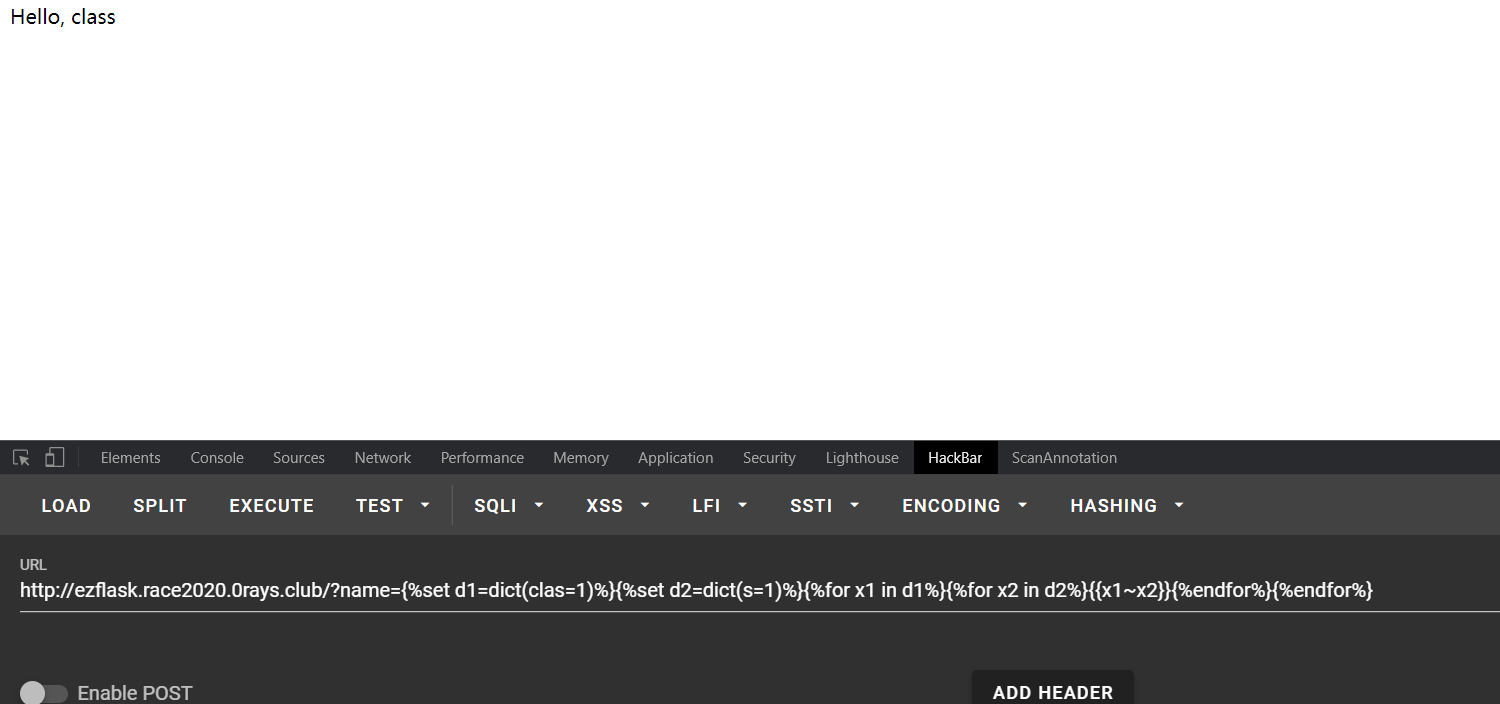 Hello, class
Elements Console Sources Network Performance Memory Application Security Lighthouse HackBar ScanAnnotation
LOAD SPLIT EXECUTE TEST SQLI XSS LFI SSTI ENCODING HASHING
URL
http://ezflask.race2020.0rays.club/?name={%set d1=dict(clas=1)%}{%set d2=dict(s=1)%}{%for x1 in d1%}{%for x2 in d2%}{{x1~x2}}{%endfor%}{%endfor%}
Enable POST ADD HEADER